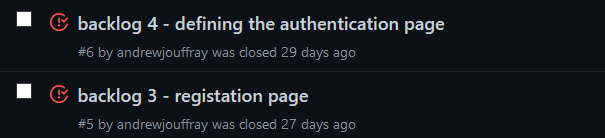 backlog 4 - defining the authentication page
#6 by andrewjouffray was closed 29 days ago
backlog 3 - registation page
#5 by andrewjouffray was closed 27 days ago